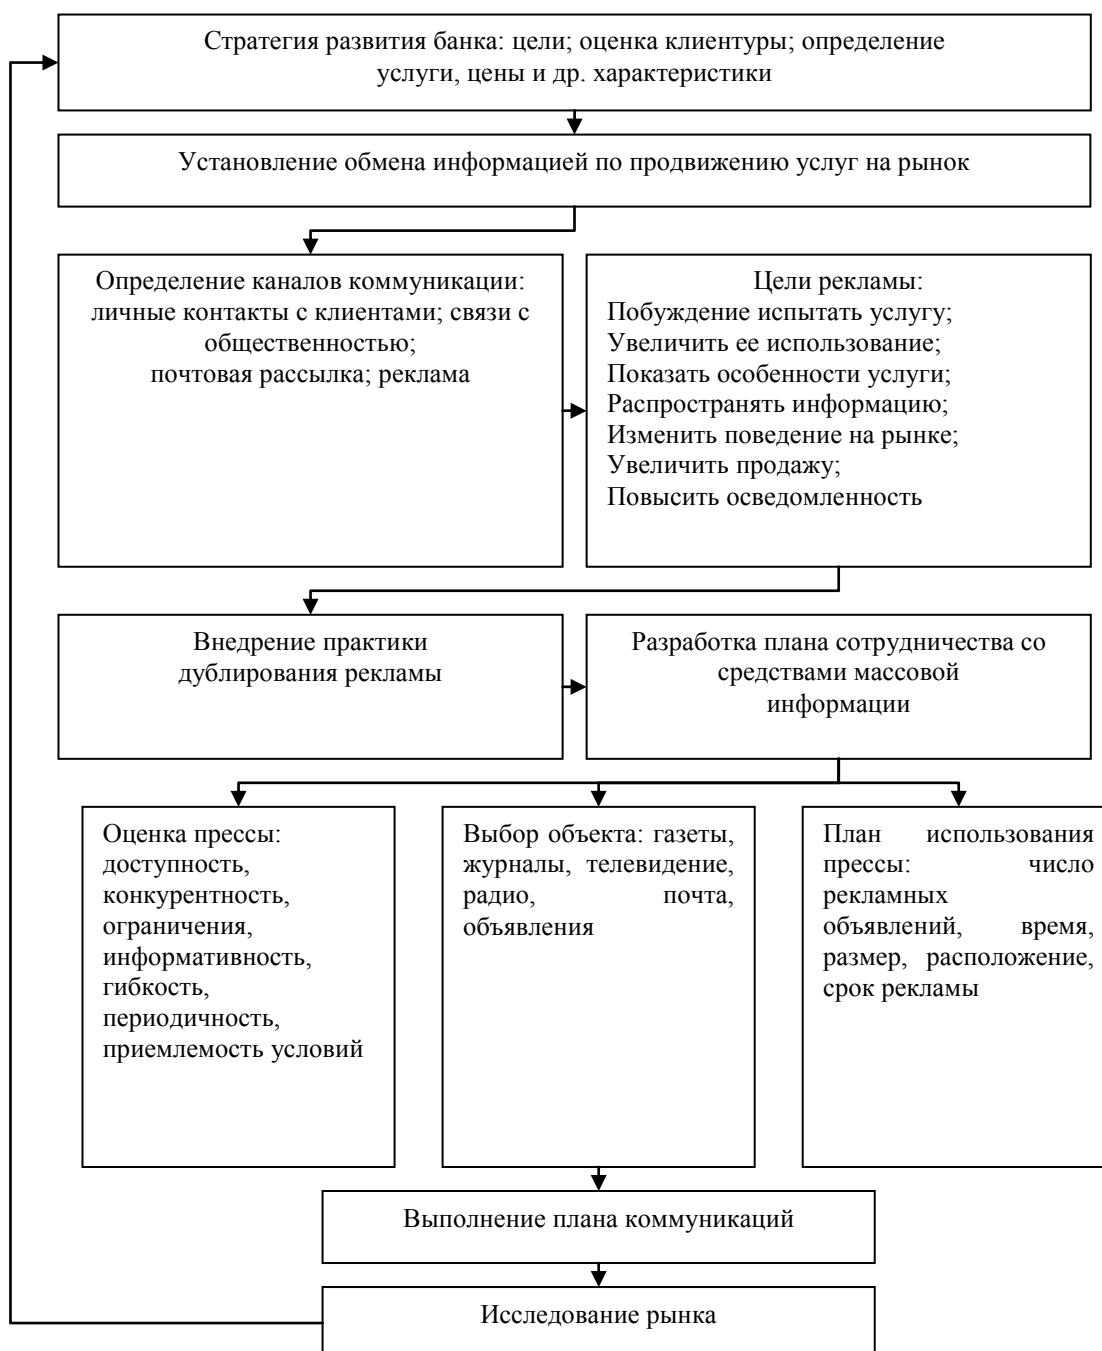 Стратегия развития банка: цели; оценка клиентуры; определение
услуги, цены и др. характеристики
Установление обмена информацией по продвижению услуг на рынок
Определение каналов коммуникации:
личные контакты с клиентами; связи с
общественностью;
почтовая рассылка; реклама
Цели рекламы:
Побуждение испытать услугу;
Увеличить ее использование;
Показать особенности услуги;
Распространять информацию;
Изменить поведение на рынке;
Увеличить продажу;
Повысить осведомленность
Внедрение практики
дублирования рекламы
Разработка плана сотрудничества со
средствами массовой
информации
Оценка прессы:
доступность,
конкурентность,
ограничения,
информативность,
гибкость,
периодичность,
приемлемость условий
Выбор объекта: газеты,
журналы, телевидение,
радио, почта,
объявления
План использования
прессы: число
рекламных
объявлений, время,
размер, расположение,
срок рекламы
Выполнение плана коммуникаций
Исследование рынка